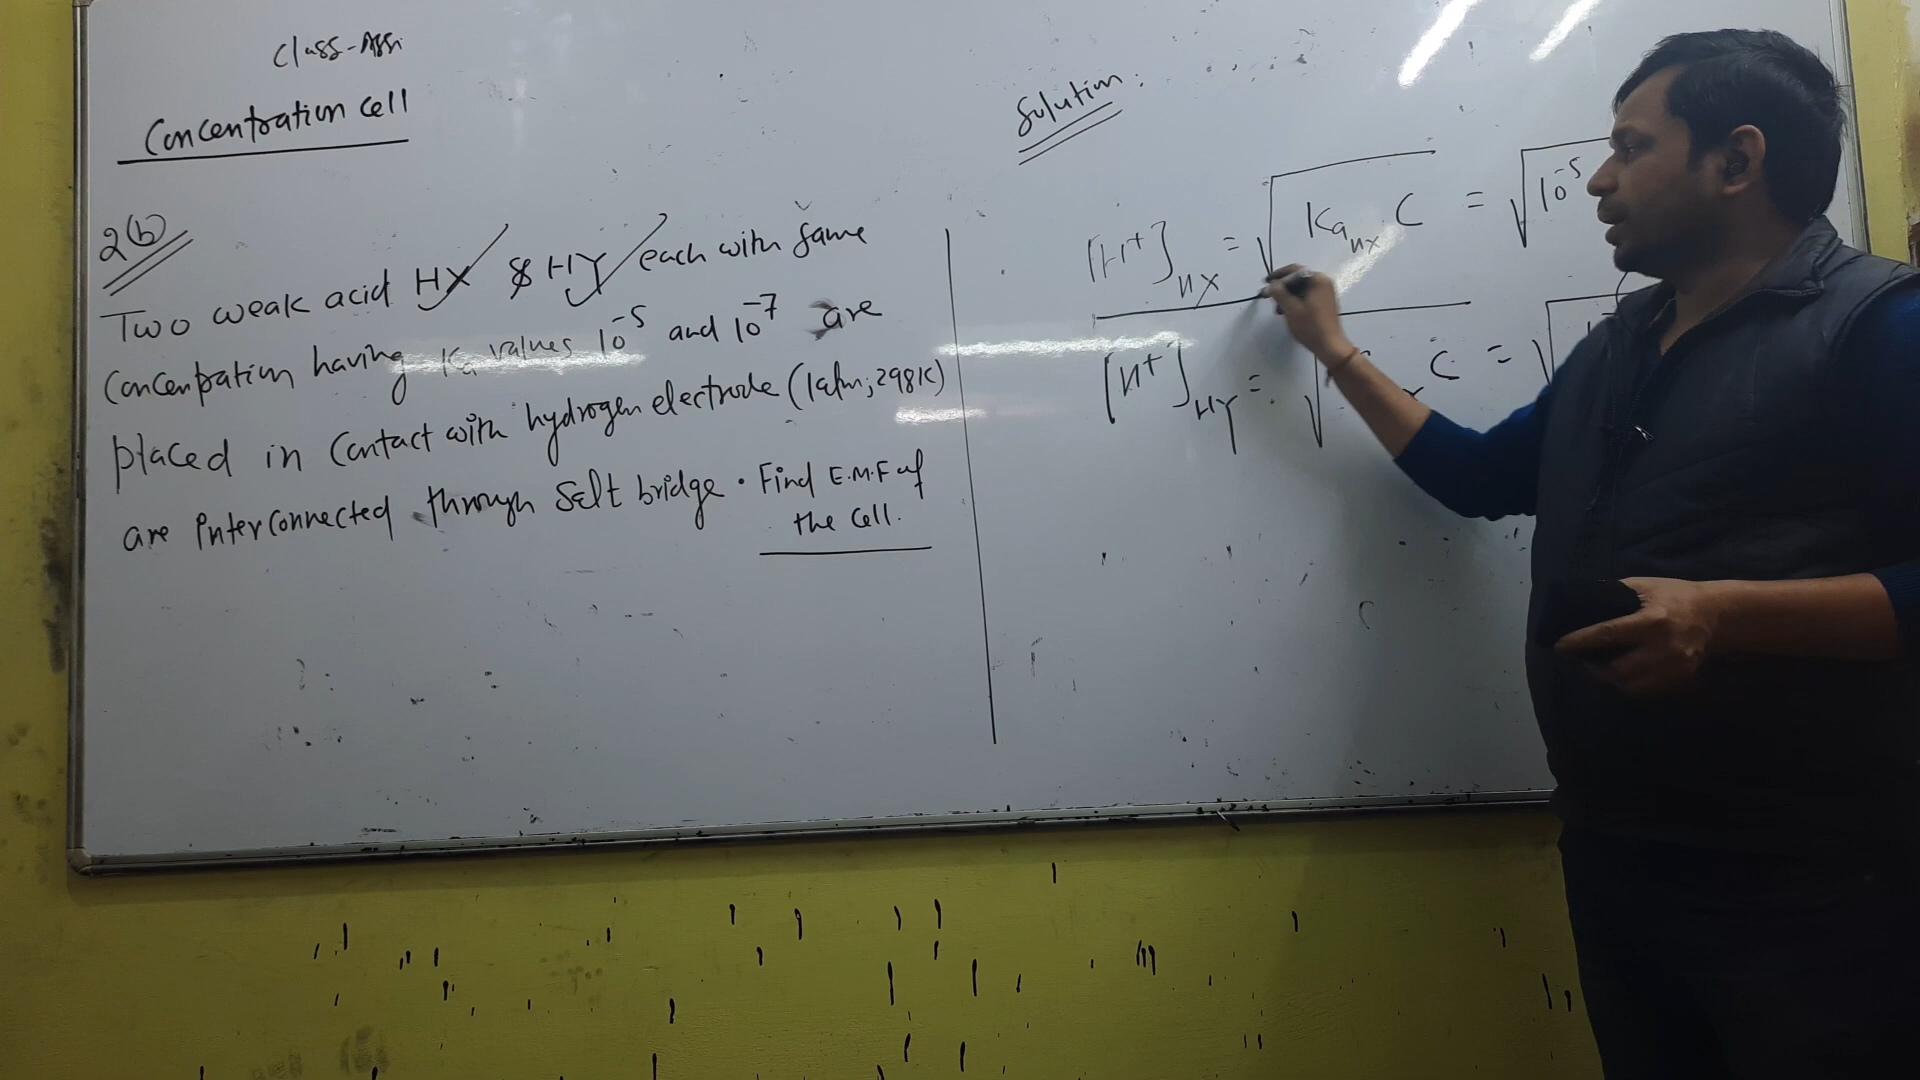 Class-Assi
Concentration cell
2(b)
Two weak acid HX & HY each with same
Concentration having Ka values 10⁻⁵ and 10⁻⁷ are
placed in Contact with hydrogen electrode (1atm; 298K)
are interconnected through Salt bridge. Find E.M.F of
the cell.
Solution:
[H⁺]HX = √KaHX C = √10⁻⁵
[H⁺]HY = √ C = √